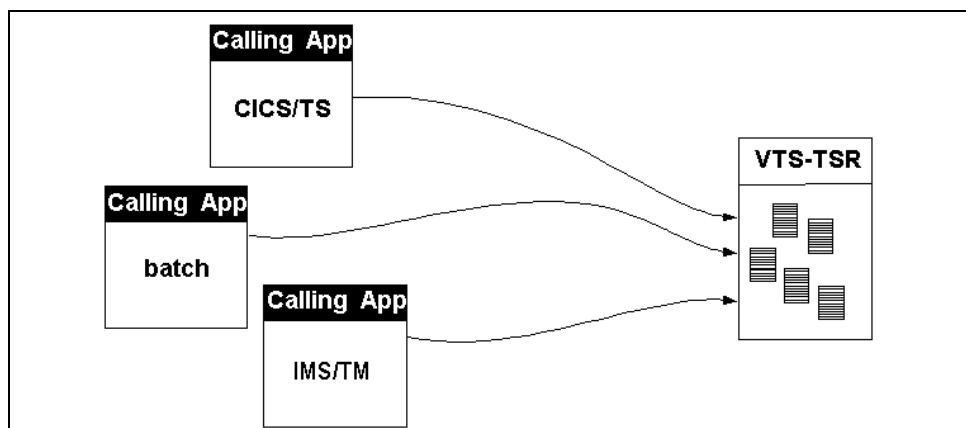 Calling App
CICS/TS
VTS-TSR
Calling App
batch
Calling App
IMS/TM